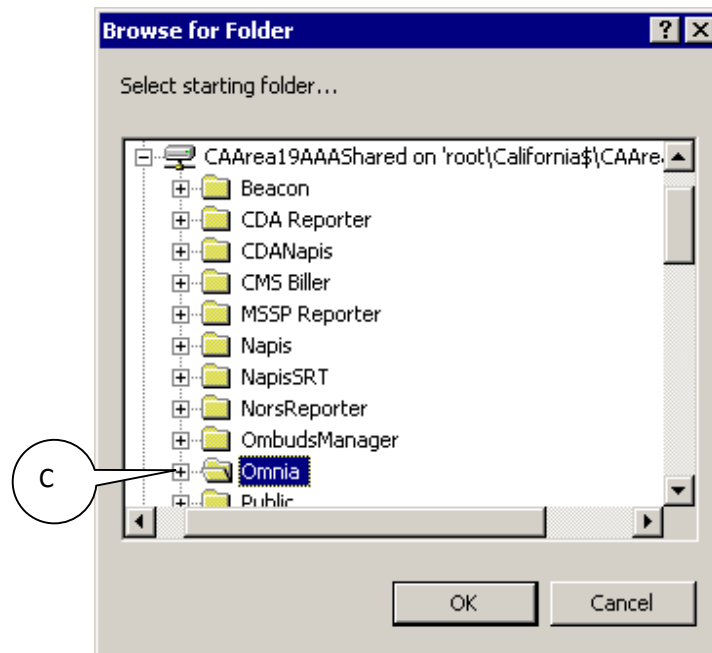 Browse for Folder
Select starting folder...
CAArea19AAAShared on 'root\California$\CAArea
Beacon
CDA Reporter
CDANapis
CMS Biller
MSSP Reporter
Napis
NapisSRT
NorsReporter
OmbudsManager
C
Omnia
Public
OK
Cancel